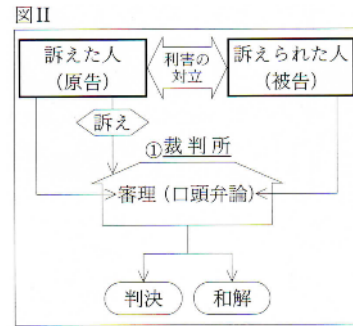 図Ⅱ
訴えた人
(原告)
利害の
対立
訴えられた人
(被告)
訴え
①裁判所
審理(口頭弁論)
判決
和解